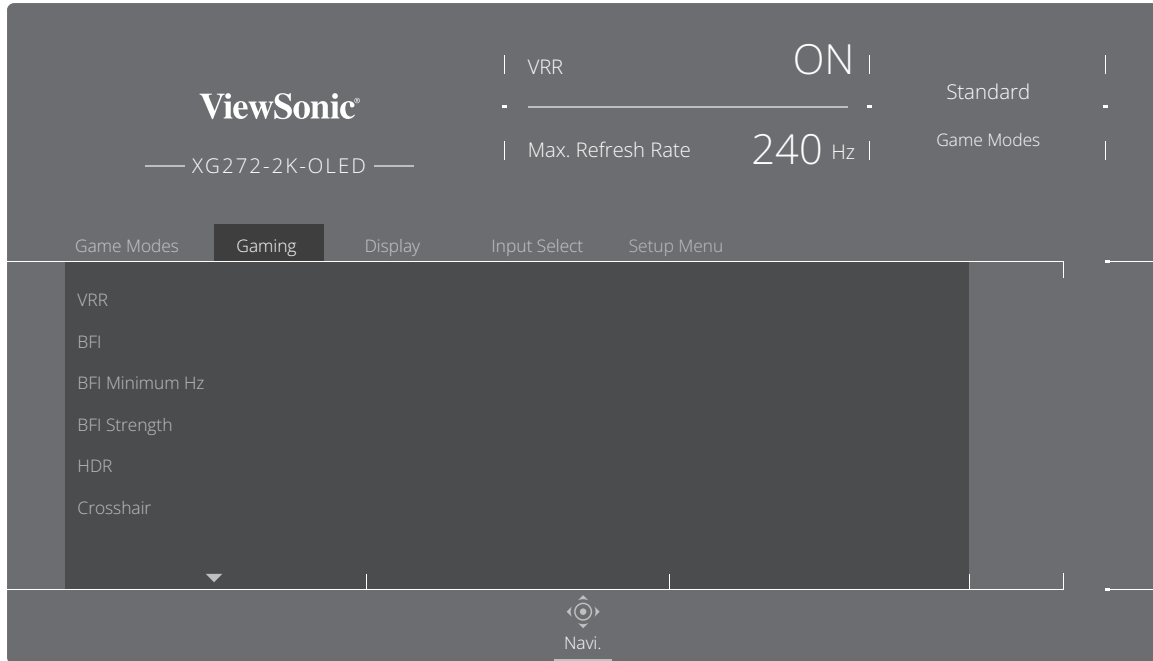 ViewSonic®
XG272-2K-OLED
VRR ON
Max. Refresh Rate 240 Hz
Standard
Game Modes
Game Modes Gaming Display Input Select Setup Menu
VRR
BFI
BFI Minimum Hz
BFI Strength
HDR
Crosshair
Navi.